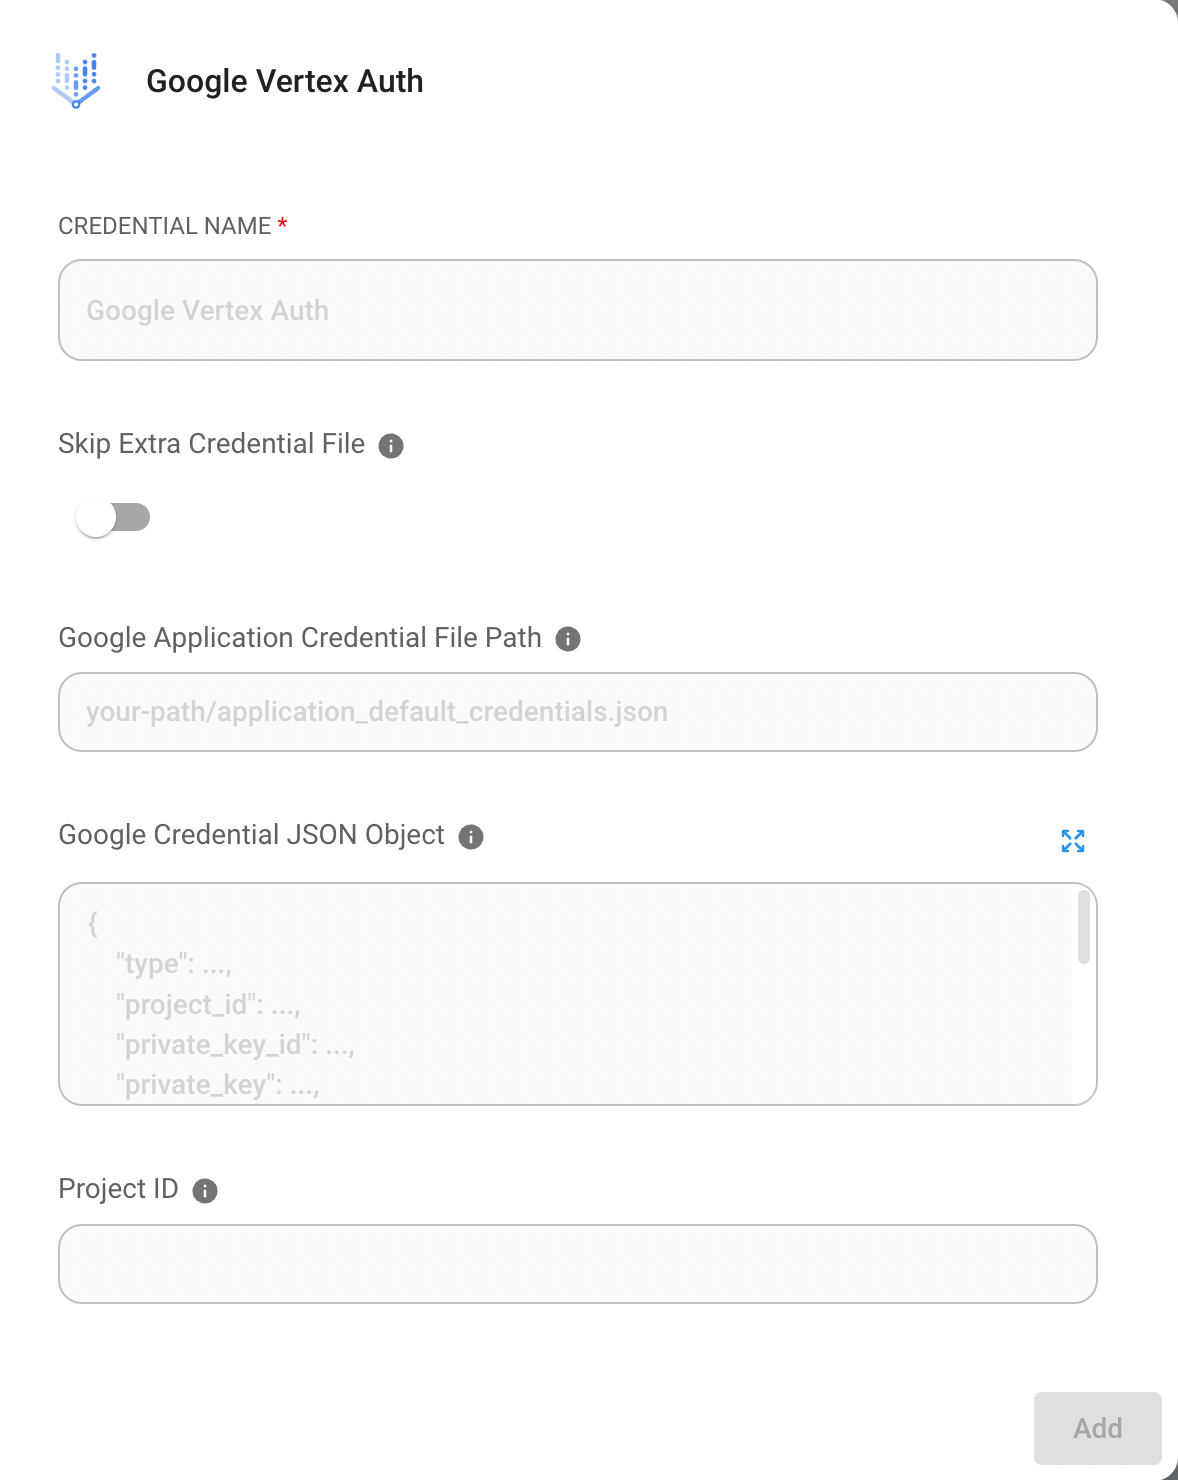 Google Vertex Auth
CREDENTIAL NAME *
Google Vertex Auth
Skip Extra Credential File
Google Application Credential File Path
your-path/application_default_credentials.json
Google Credential JSON Object
{
"type": ...,
"project_id": ...,
"private_key_id": ...,
"private_key": ...,
Project ID
Add